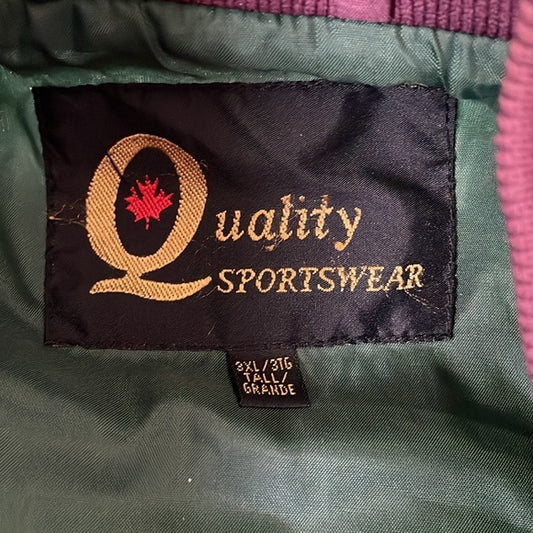 Quality
SPORTSWEAR
3XL/3TG
TALL/
GRANDE